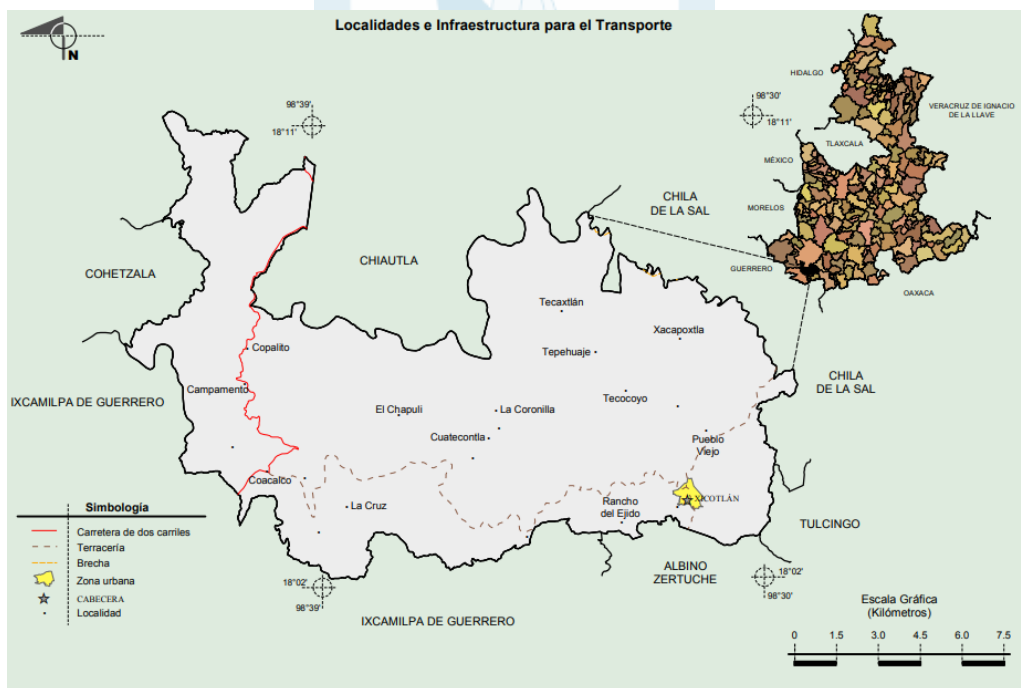 Localidades e Infraestructura para el Transporte
N
98°39'
18°11'
98°30'
18°11'
HIDALGO
VERACRUZ DE IGNACIO
DE LA LLAVE
TLAXCALA
MÉXICO
MORELOS
GUERRERO
OAXACA
CHILA
DE LA SAL
COHETZALA
CHIAUTLA
Tecaxtlán
Xacapoxtla
Copalito
Tepehuaje
CHILA
DE LA SAL
Campamento
IXCAMILPA DE GUERRERO
Tecocoyo
El Chapuli
La Coronilla
Cuatecontla
Pueblo
Viejo
Coacalco
XICOTLÁN
La Cruz
Rancho
del Ejido
TULCINGO
Simbología
Carretera de dos carriles
Terracería
Brecha
Zona urbana
CABECERA
Localidad
18°02'
98°39'
ALBINO
ZERTUCHE
18°02'
98°30'
IXCAMILPA DE GUERRERO
Escala Gráfica
(Kilómetros)
0 1.5 3.0 4.5 6.0 7.5